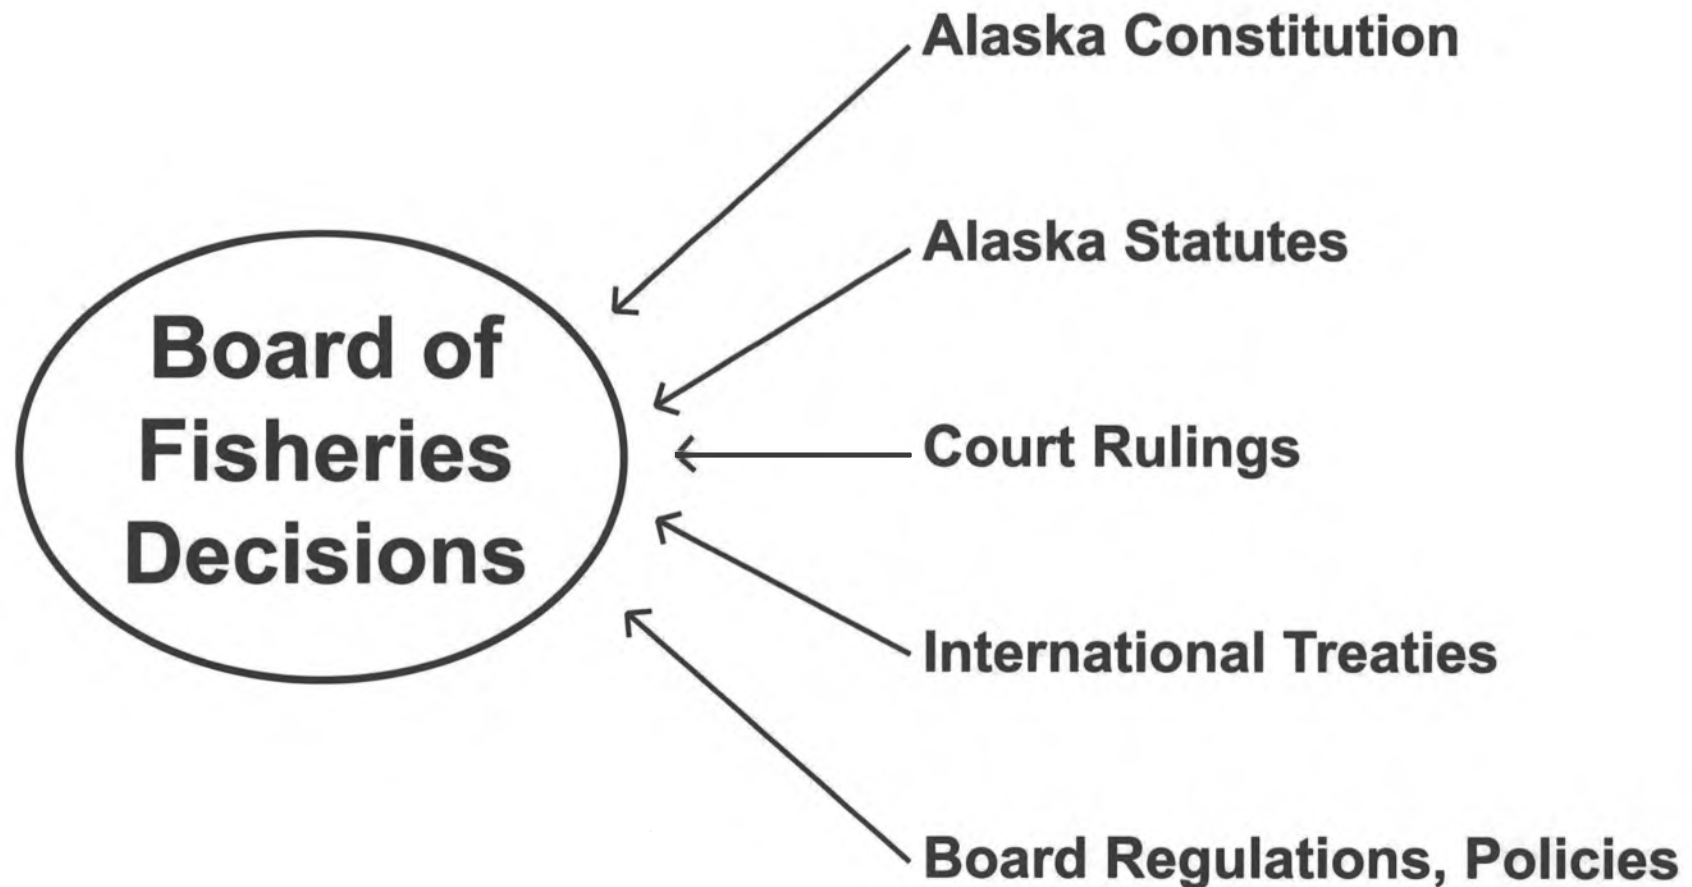 Board of
Fisheries
Decisions
Alaska Constitution
Alaska Statutes
Court Rulings
International Treaties
Board Regulations, Policies